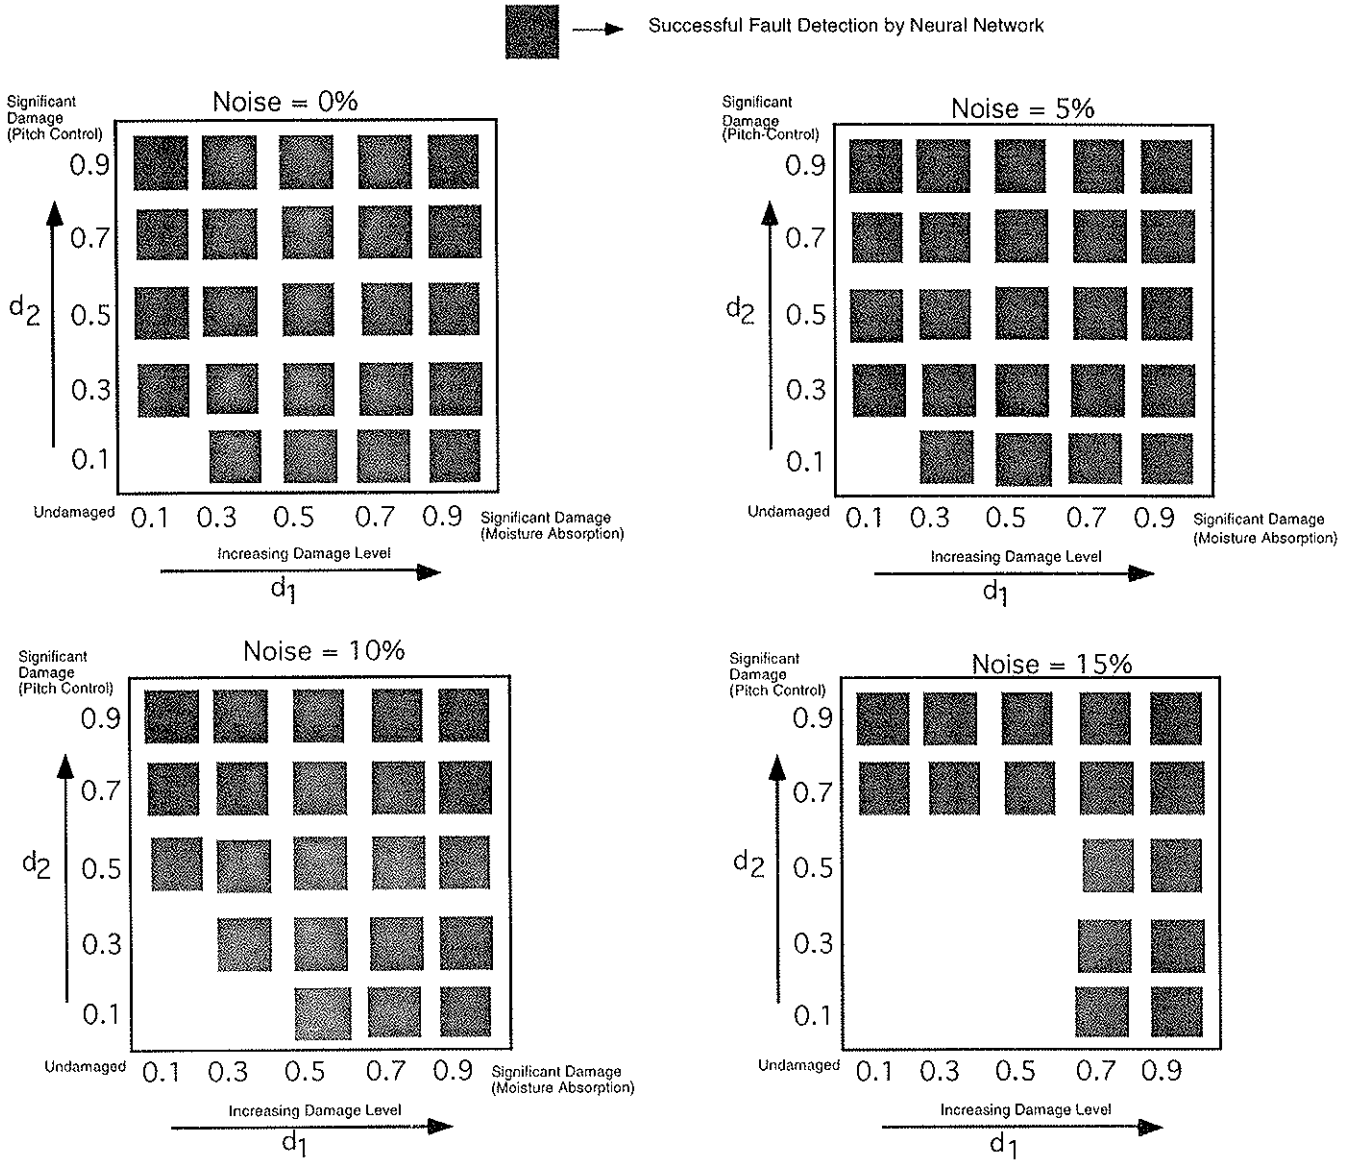 Successful Fault Detection by Neural Network
Significant
Damage
(Pitch Control)
Noise = 0%
0.9
0.7
d2
0.5
0.3
0.1
Undamaged
0.1 0.3 0.5 0.7 0.9
Significant Damage
(Moisture Absorption)
Increasing Damage Level
d1
Significant
Damage
(Pitch Control)
Noise = 5%
0.9
0.7
d2
0.5
0.3
0.1
Undamaged
0.1 0.3 0.5 0.7 0.9
Significant Damage
(Moisture Absorption)
Increasing Damage Level
d1
Significant
Damage
(Pitch Control)
Noise = 10%
0.9
0.7
d2
0.5
0.3
0.1
Undamaged
0.1 0.3 0.5 0.7 0.9
Significant Damage
(Moisture Absorption)
Increasing Damage Level
d1
Significant
Damage
(Pitch Control)
Noise = 15%
0.9
0.7
d2
0.5
0.3
0.1
Undamaged
0.1 0.3 0.5 0.7 0.9
Increasing Damage Level
d1